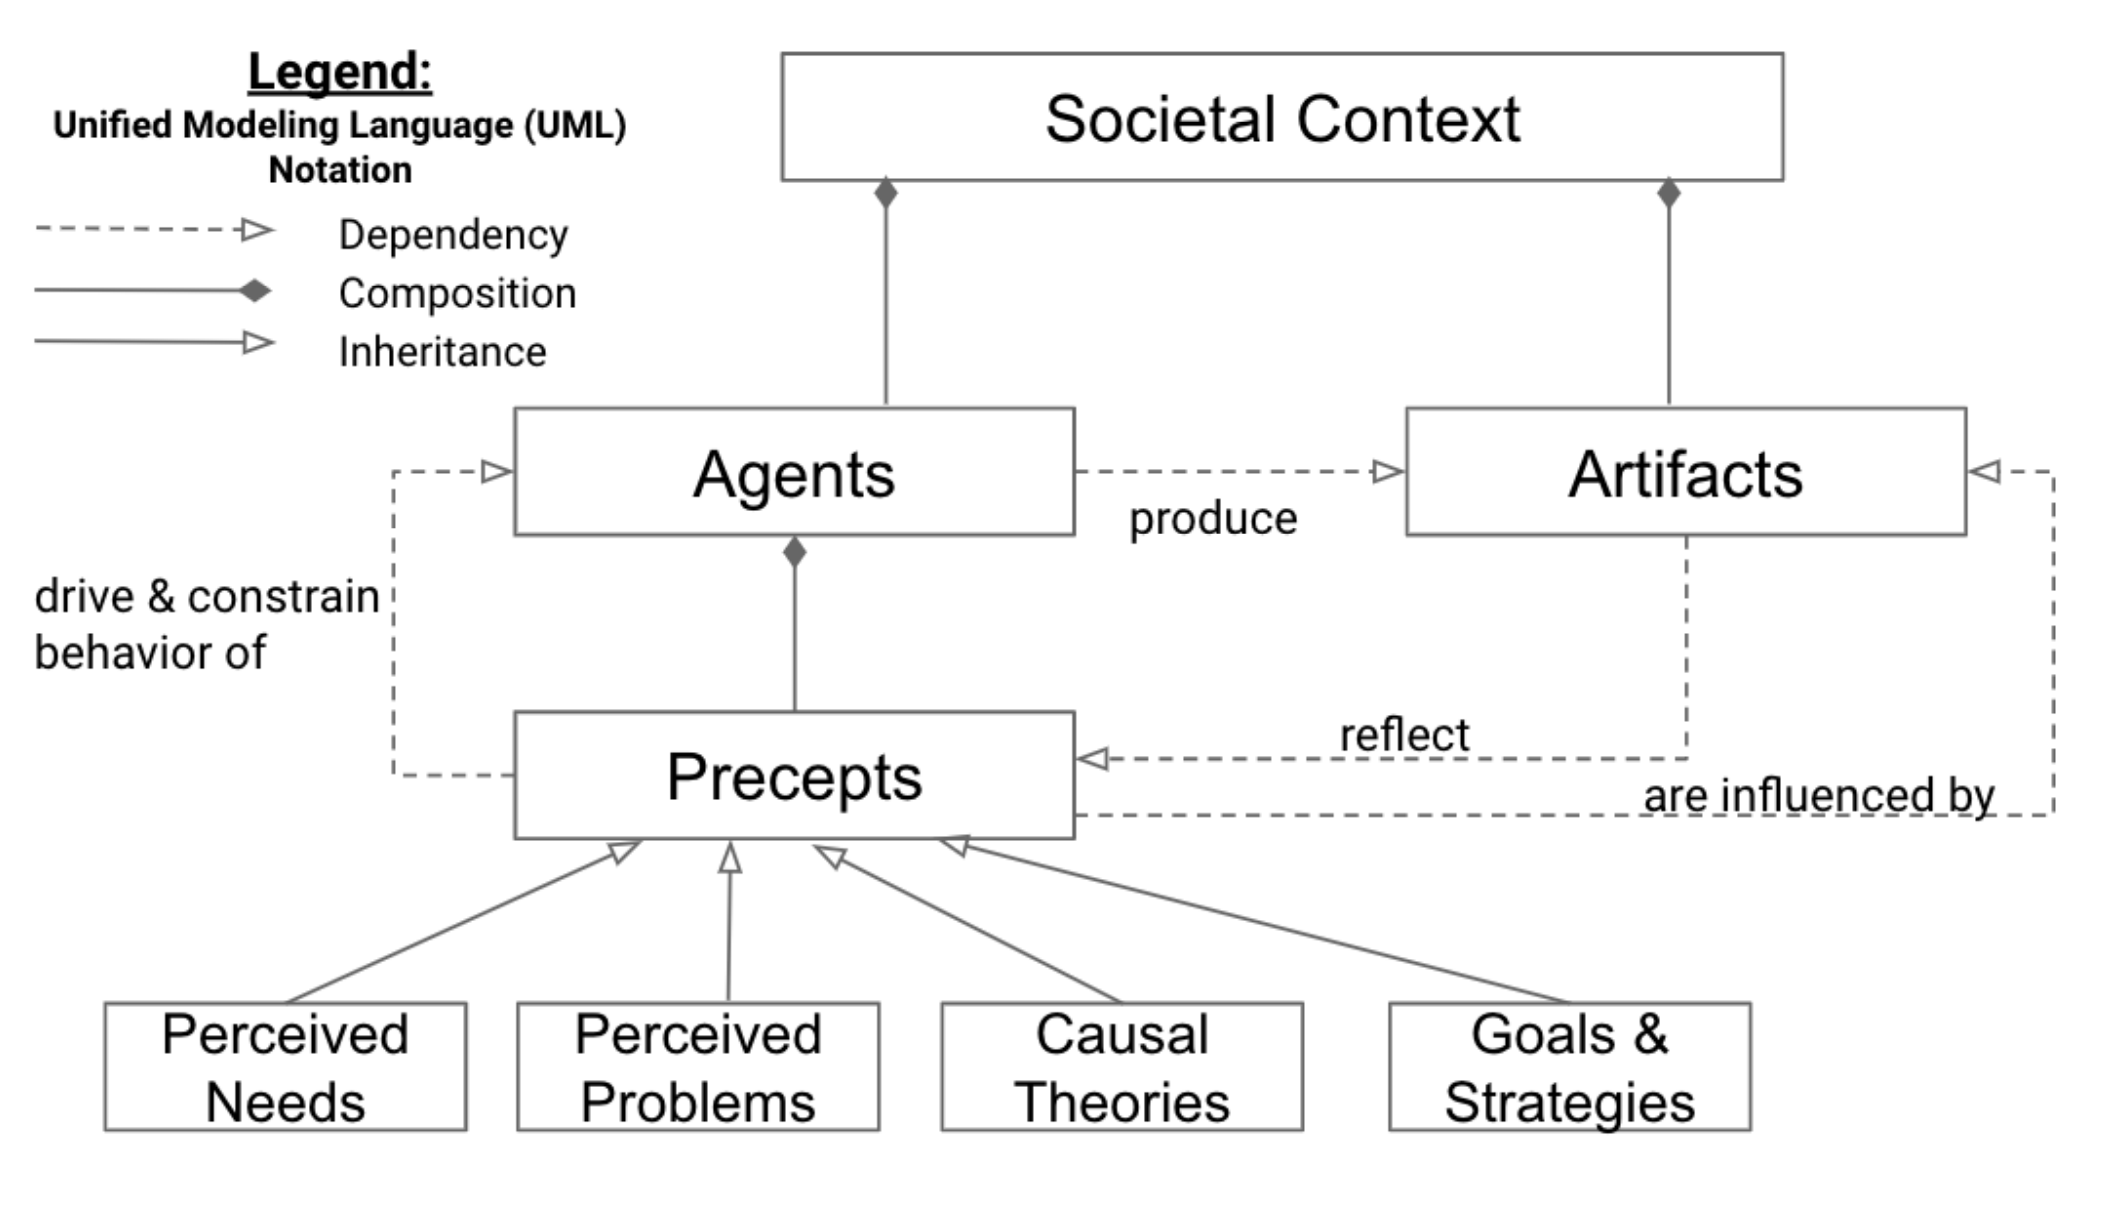 Legend:
Unified Modeling Language (UML)
Notation
Dependency
Composition
Inheritance
Societal Context
Agents
produce
Artifacts
drive & constrain
behavior of
Precepts
reflect
are influenced by
Perceived
Needs
Perceived
Problems
Causal
Theories
Goals &
Strategies